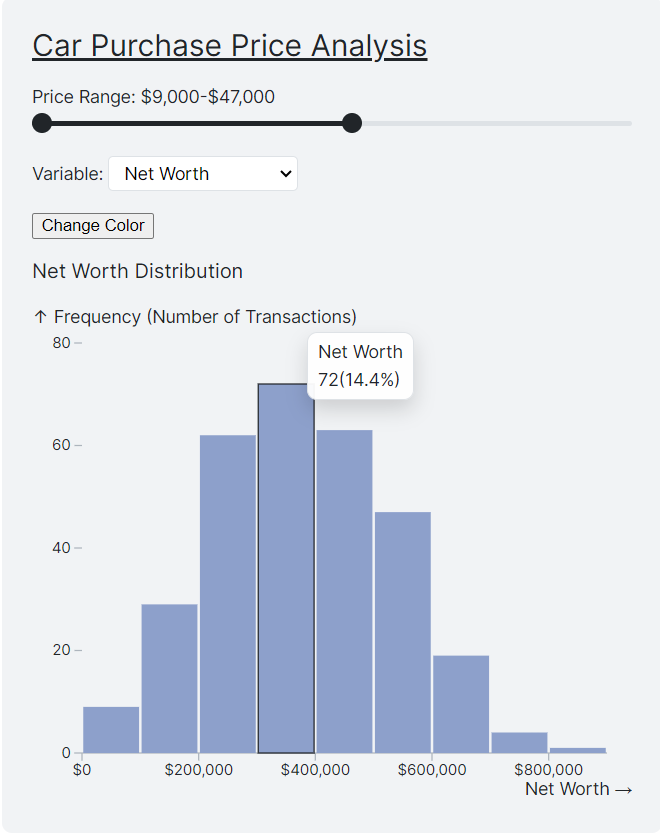 Car Purchase Price Analysis
Price Range: $9,000-$47,000
Variable: Net Worth
Change Color
Net Worth Distribution
↑ Frequency (Number of Transactions)
Net Worth
72(14.4%)
80
60
40
20
0
$0 $200,000 $400,000 $600,000 $800,000
Net Worth →